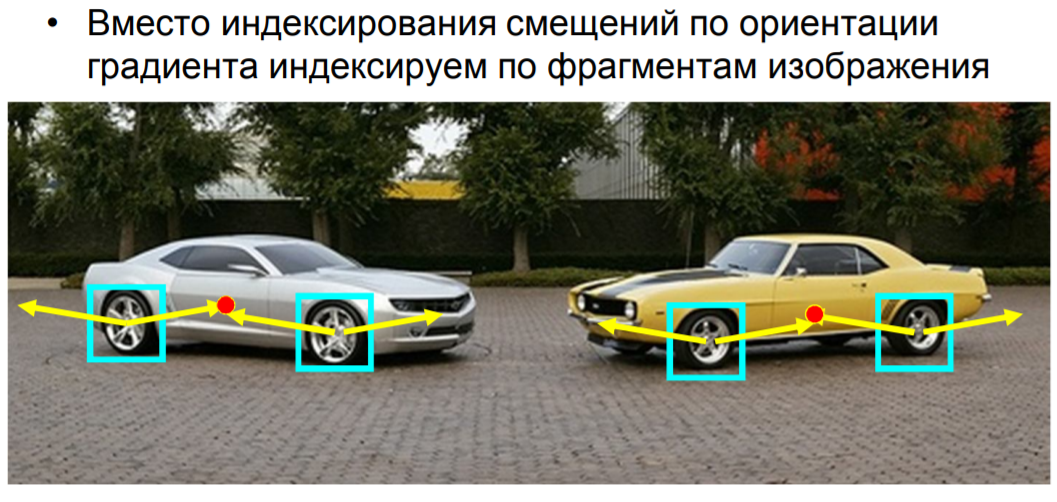 • Вместо индексирования смещений по ориентации
градиента индексируем по фрагментам изображения